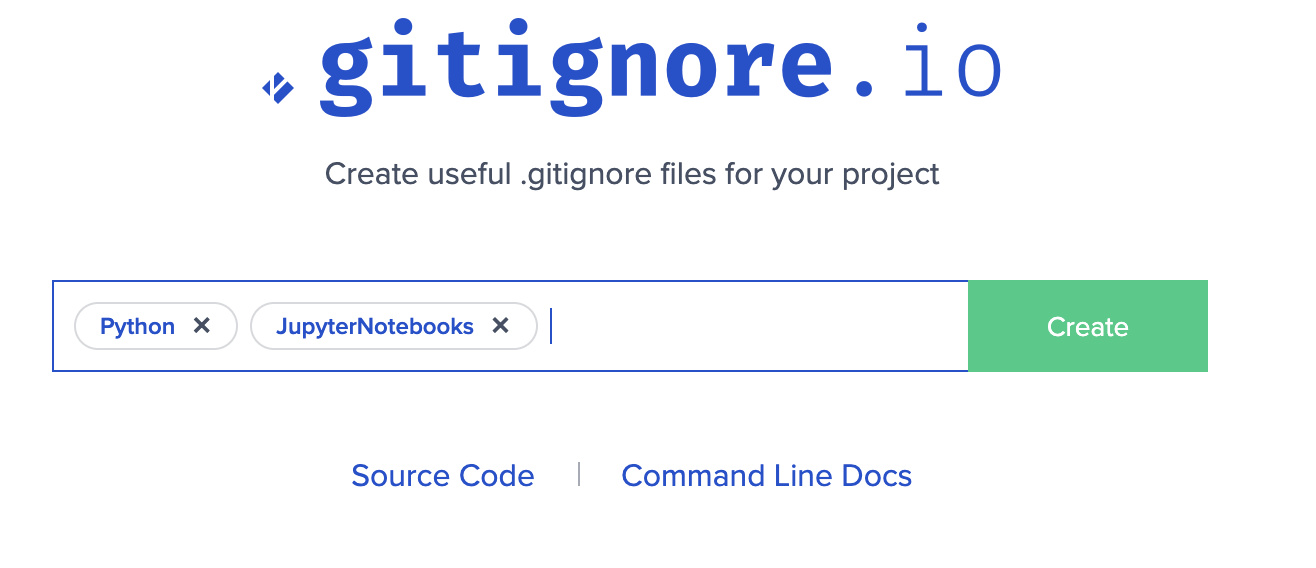 gitignore.io
Create useful .gitignore files for your project
Python ✕ JupyterNotebooks ✕ Create
Source Code | Command Line Docs